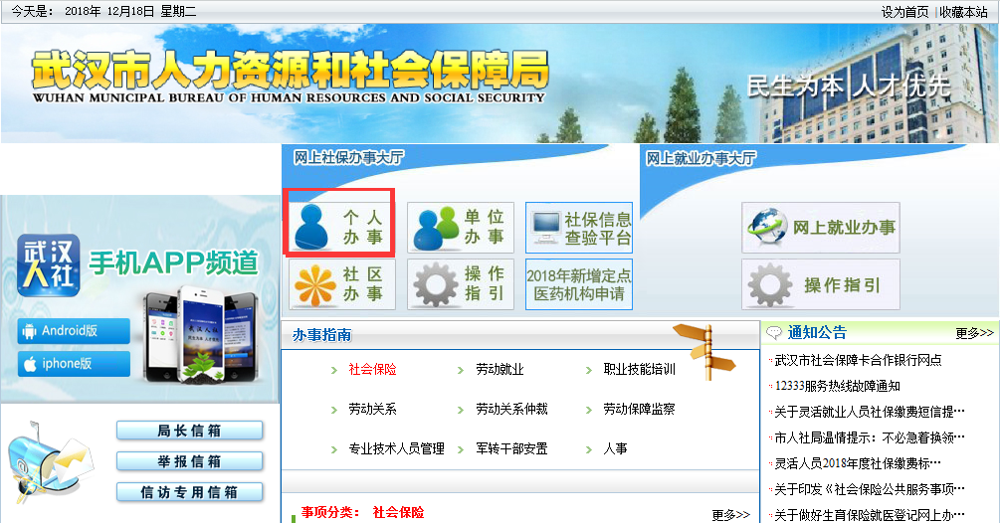 今天是： 2018年 12月18日 星期二
设为首页 | 收藏本站
武汉市人力资源和社会保障局
WUHAN MUNICIPAL BUREAU OF HUMAN RESOURCES AND SOCIAL SECURITY
民生为本 人才优先
网上社保办事大厅
网上就业办事大厅
个人
办事
单位
办事
社保信息
查验平台
网上就业办事
社区
办事
操作
指引
2018年新增定点
医药机构申请
操作指引
武汉
人社
手机APP频道
Android版
iphone版
局长信箱
举报信箱
信访专用信箱
办事指南
社会保险
劳动就业
职业技能培训
劳动关系
劳动关系仲裁
劳动保障监察
专业技术人员管理
军转干部安置
人事
事项分类： 社会保险
更多>>
通知公告
更多>>
武汉市社会保障卡合作银行网点
12333服务热线故障通知
关于灵活就业人员社保缴费短信提…
市人社局温情提示：不必急着换领…
灵活人员2018年度社保缴费标…
关于印发《社会保险公共服务事项…
关于做好生育保险就医登记网上办…